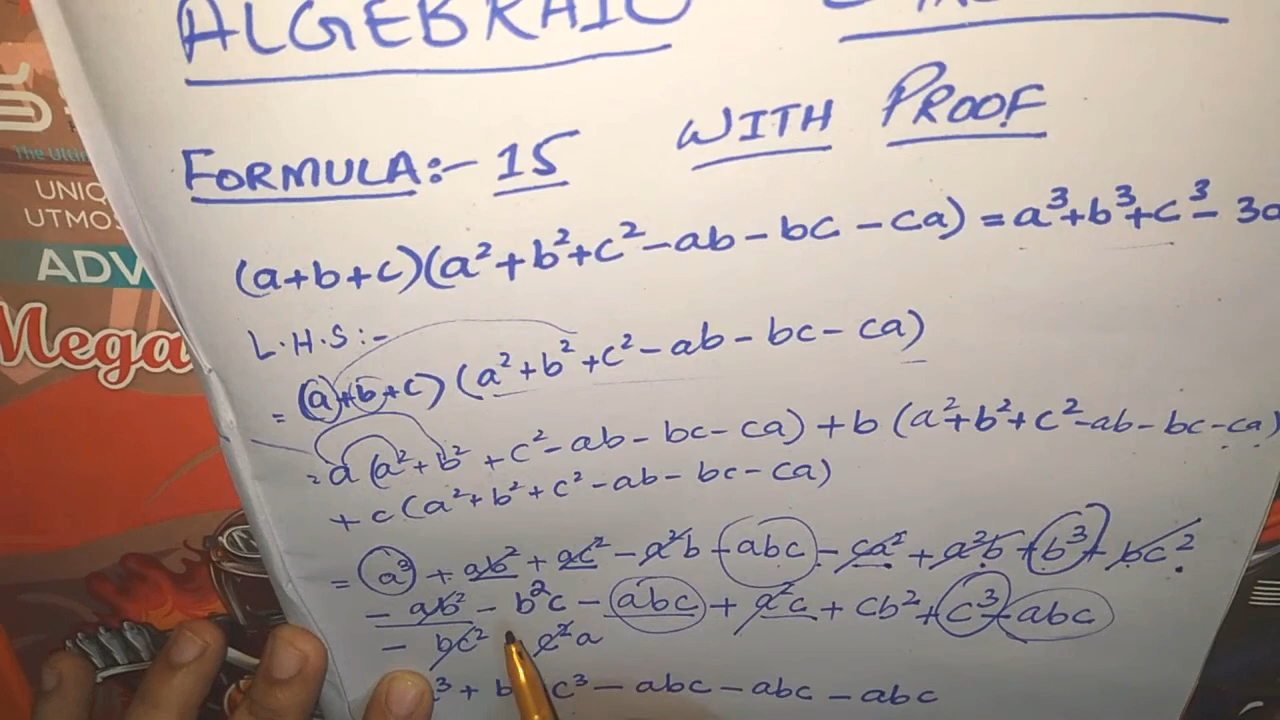 ALGEBRAIC
WITH PROOF
FORMULA:- 15
(a+b+c)(a²+b²+c²-ab-bc-ca) = a³+b³+c³- 3a
L.H.S:-
= (a+b+c) (a²+b²+c²-ab-bc-ca)
= a (a²+b²+c²-ab-bc-ca) + b (a²+b²+c²-ab-bc-ca)
+ c (a²+b²+c²-ab-bc-ca)
= a³ + ab² + ac² - a²b - abc - ca² + a²b + b³ + bc²
- ab² - b²c - abc + a²c + cb² + c³ - abc
- bc² c²a
³ + b c³ - abc - abc - abc
The Ulti
UNIQ
UTMOS
ADV
Mega